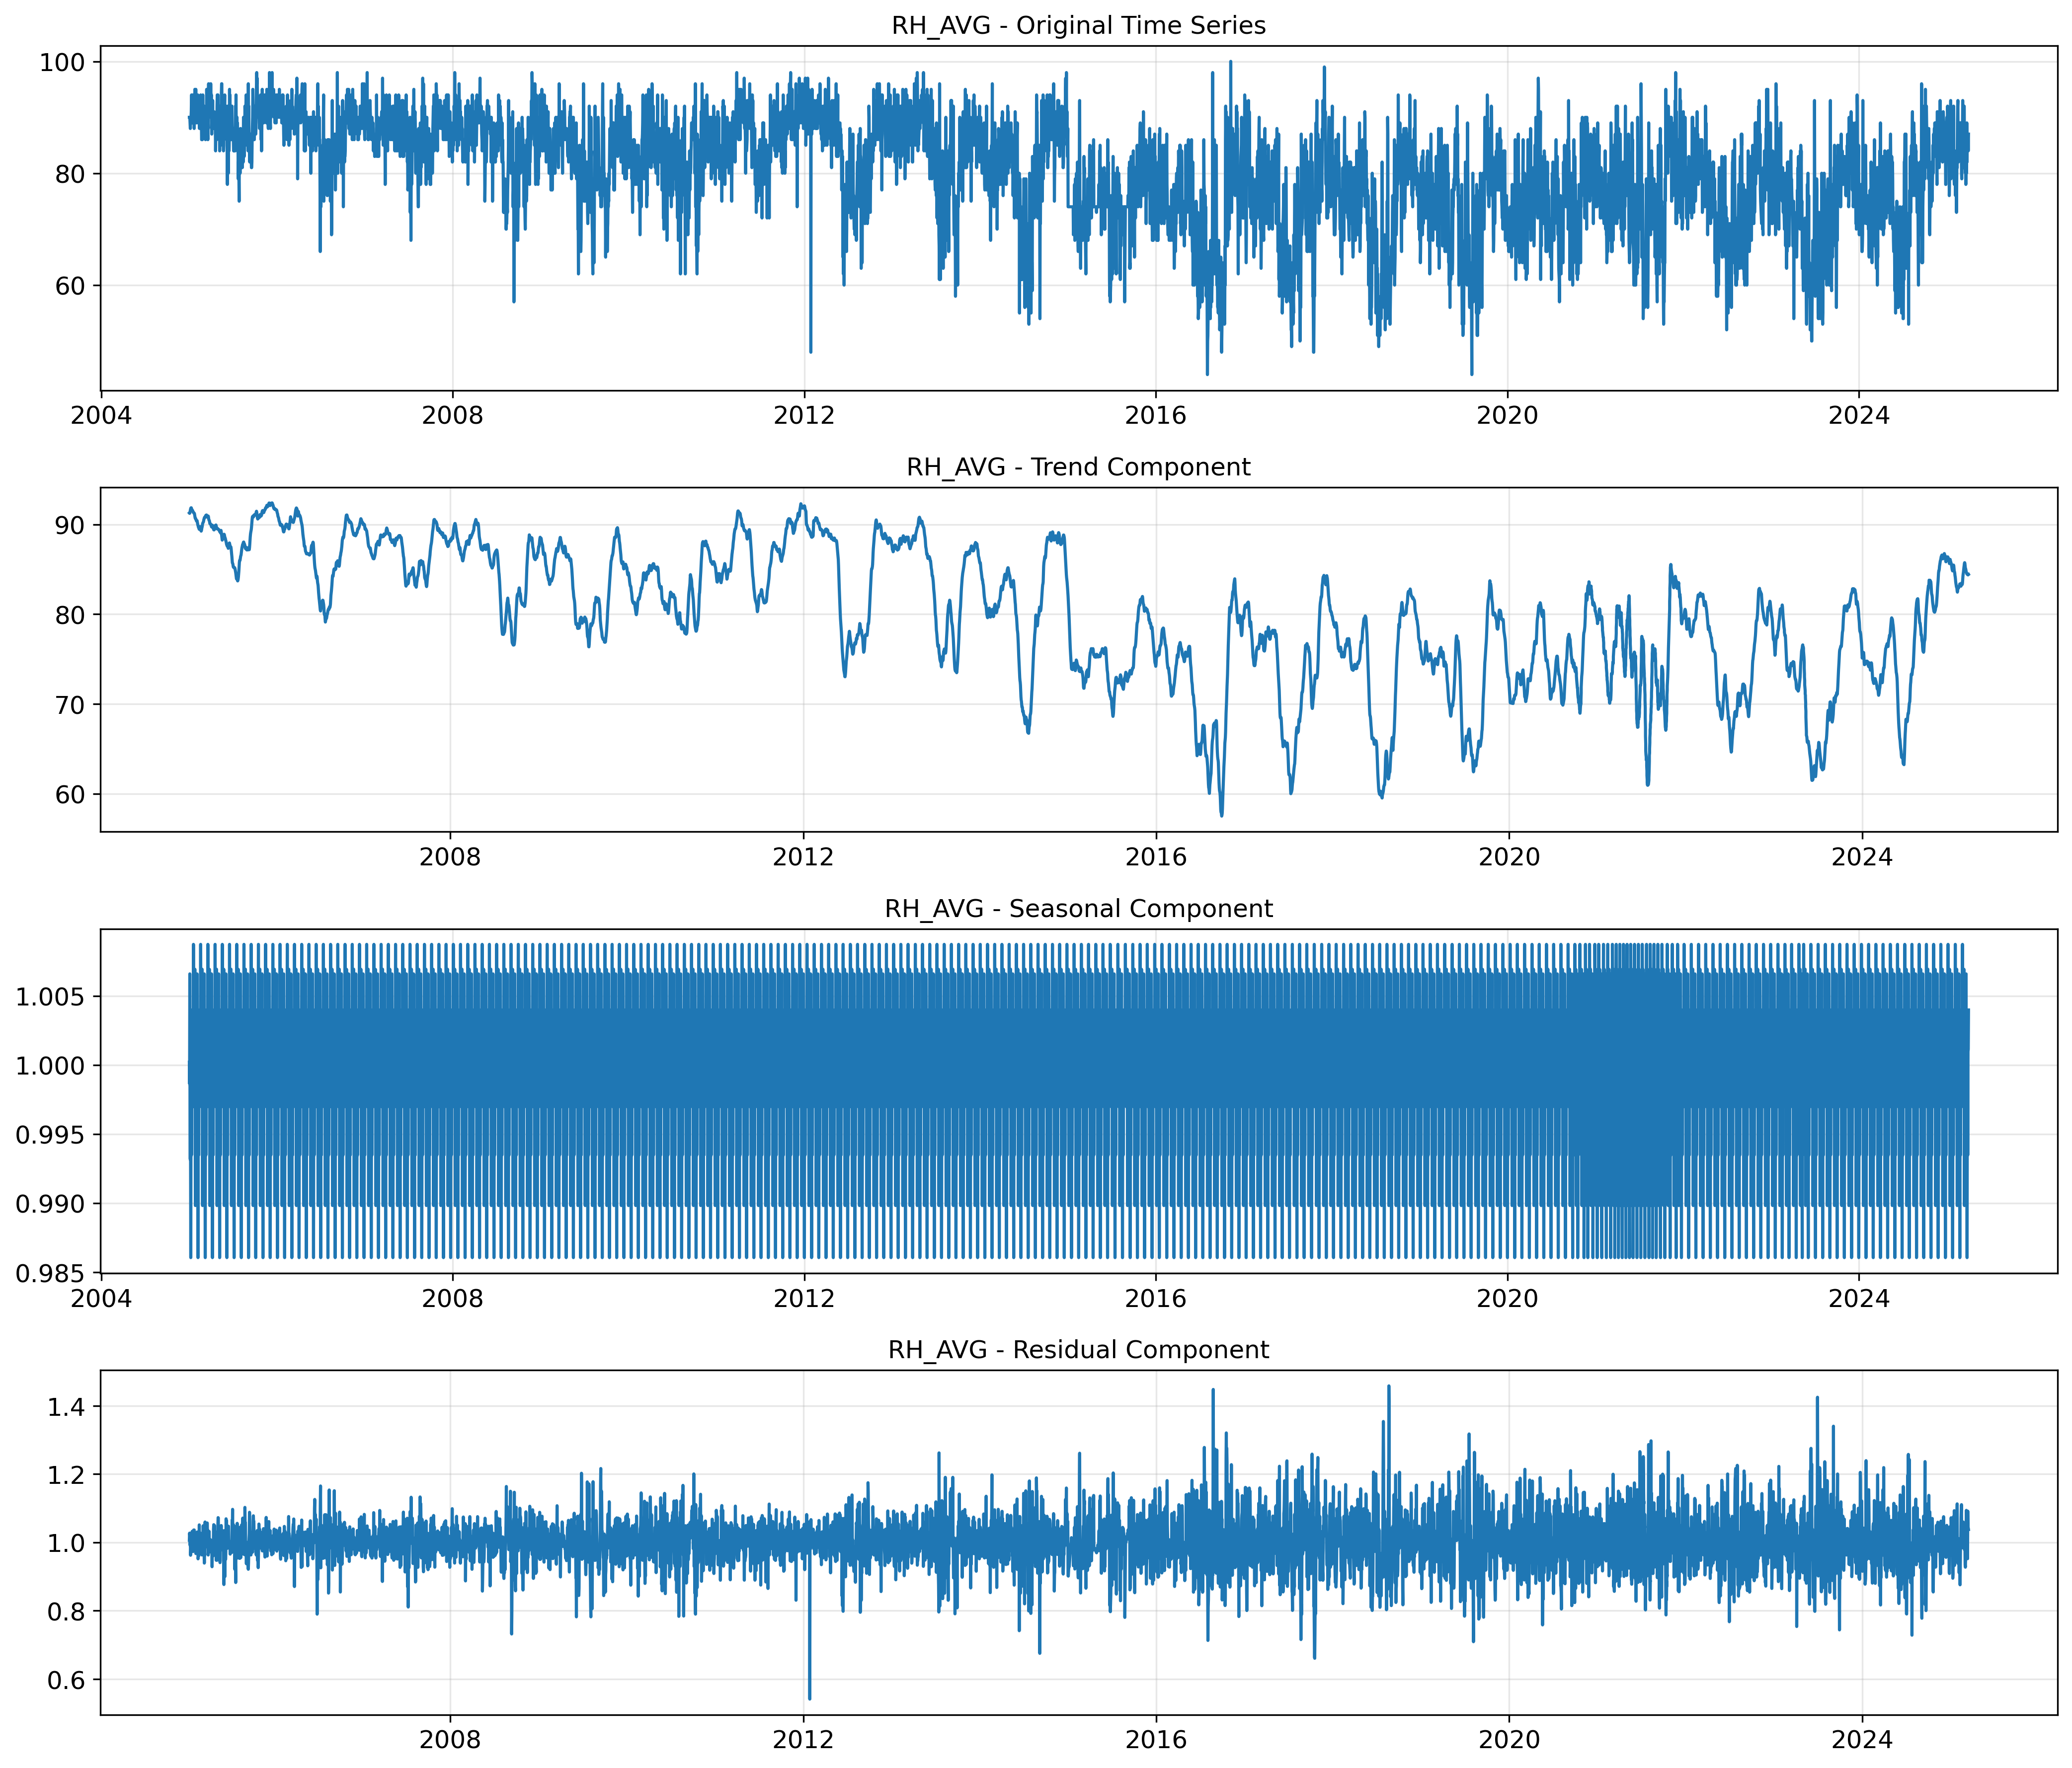 RH_AVG - Original Time Series
100
80
60
2004 2008 2012 2016 2020 2024
RH_AVG - Trend Component
90
80
70
60
2008 2012 2016 2020 2024
RH_AVG - Seasonal Component
1.005
1.000
0.995
0.990
0.985
2004 2008 2012 2016 2020 2024
RH_AVG - Residual Component
1.4
1.2
1.0
0.8
0.6
2008 2012 2016 2020 2024